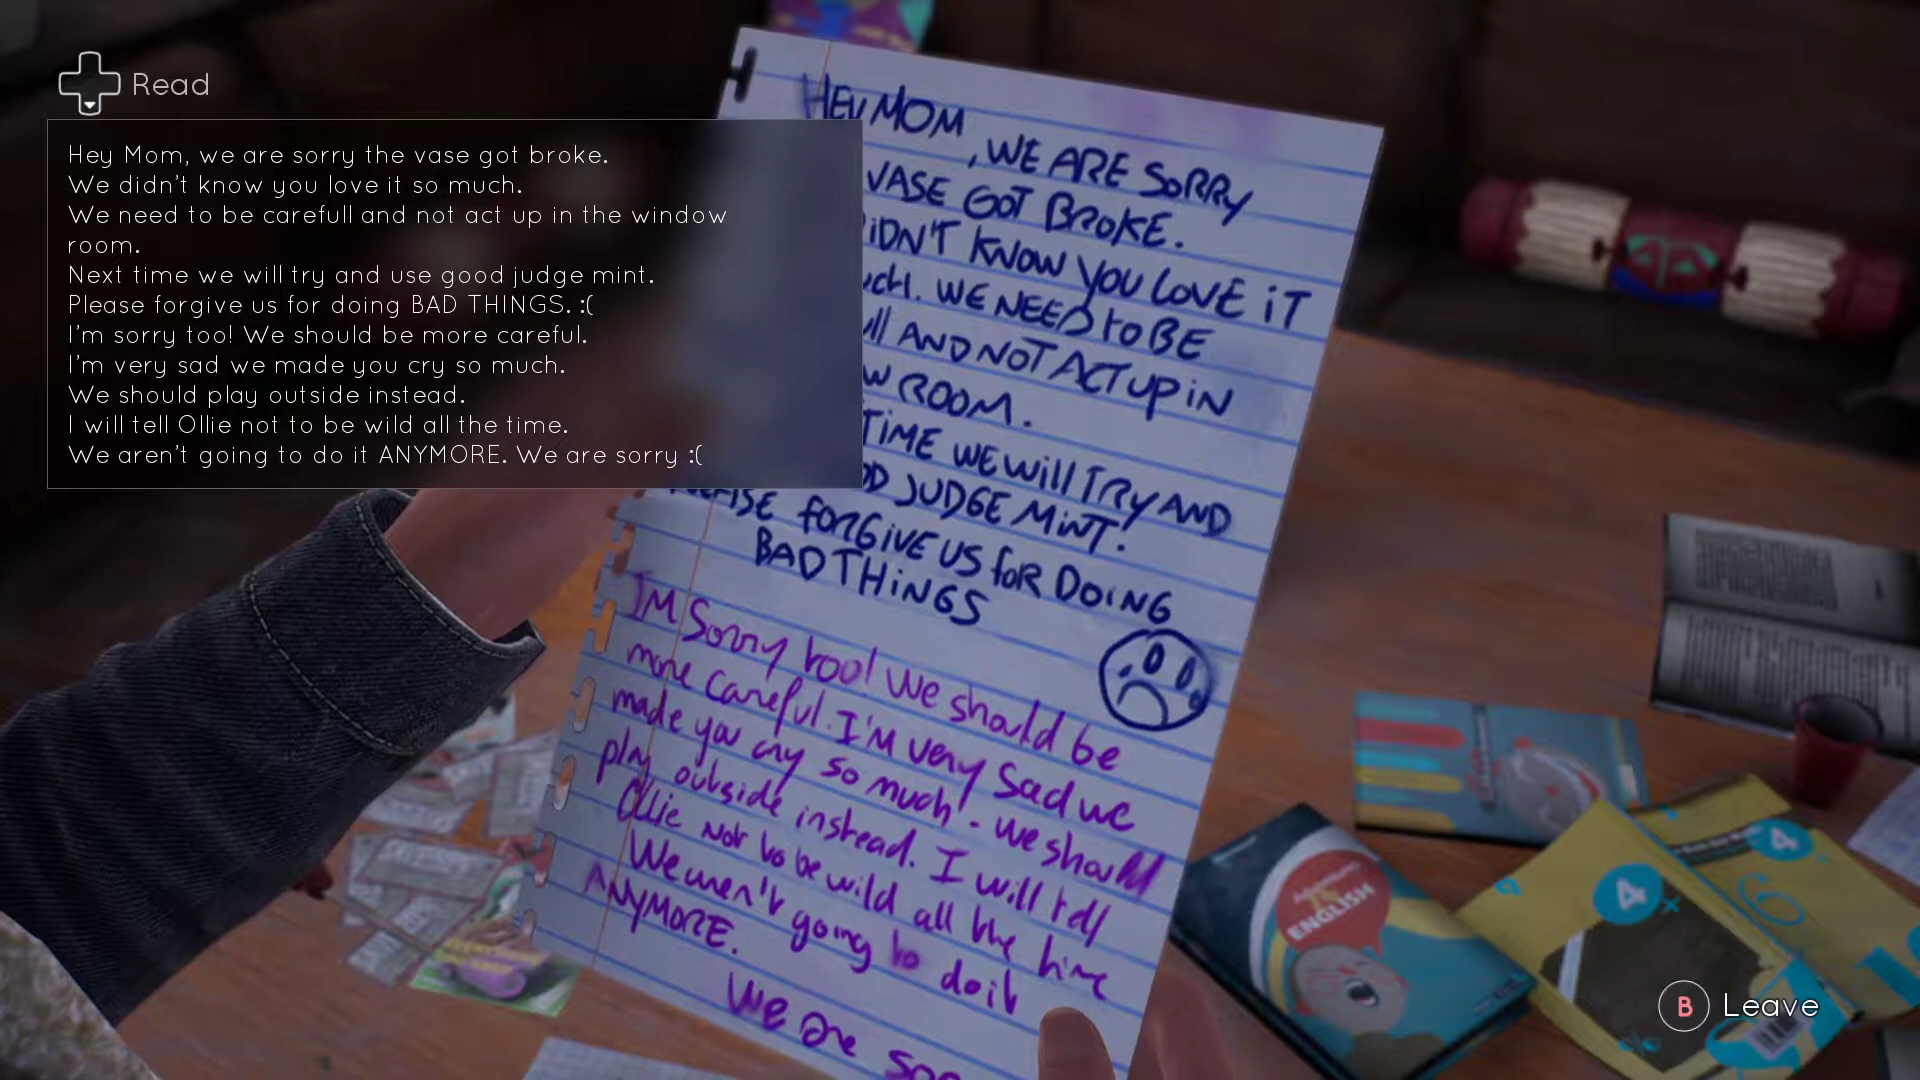 Read
Hey Mom, we are sorry the vase got broke.
We didn't know you love it so much.
We need to be carefull and not act up in the window
room.
Next time we will try and use good judge mint.
Please forgive us for doing BAD THINGS. :(
I'm sorry too! We should be more careful.
I'm very sad we made you cry so much.
We should play outside instead.
I will tell Ollie not to be wild all the time.
We aren't going to do it ANYMORE. We are sorry :(
HEY MOM, WE ARE SORRY
VASE GOT BROKE.
DIDN'T KNOW YOU LOVE IT
WE NEED TO BE
AND NOT ACT UP IN
ROOM.
TIME WE WILL TRY AND
JUDGE MINT.
FORGIVE US FOR DOING
BAD THINGS
I'M Sorry too! We should be
more careful. I'M very Sad we
made you cry so much! - we should
play outside instead. I will tell
Ollie Not to be wild all the time
We aren't going to do it
ANYMORE.
We are
ENGLISH
4
4
6
B Leave